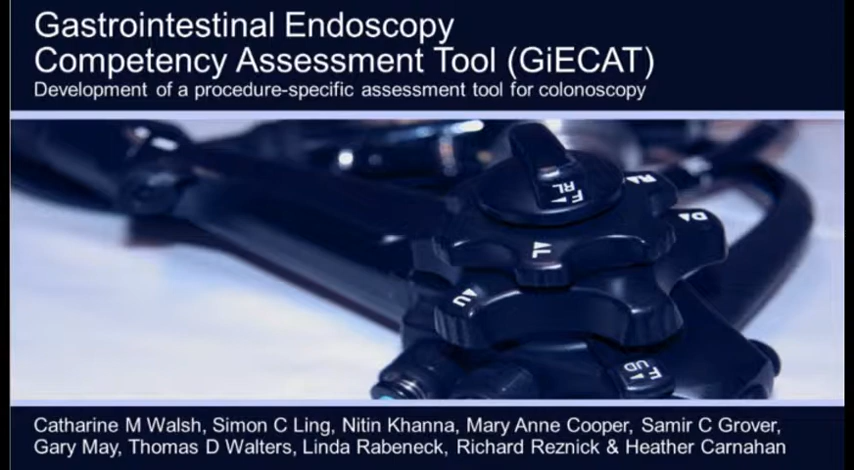 Gastrointestinal Endoscopy
Competency Assessment Tool (GiECAT)
Development of a procedure-specific assessment tool for colonoscopy
F
RL
R
D
L
U
F
UD
Catharine M Walsh, Simon C Ling, Nitin Khanna, Mary Anne Cooper, Samir C Grover,
Gary May, Thomas D Walters, Linda Rabeneck, Richard Reznick & Heather Carnahan